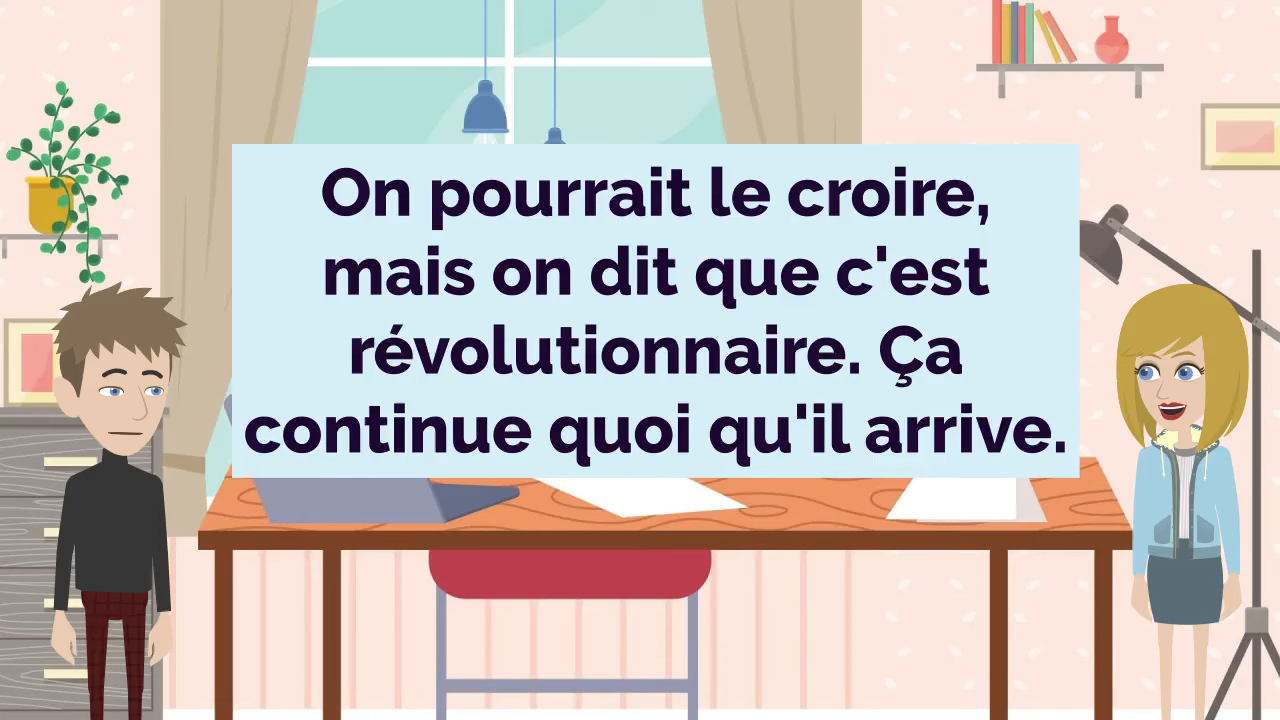 On pourrait le croire,
mais on dit que c'est
révolutionnaire. Ça
continue quoi qu'il arrive.